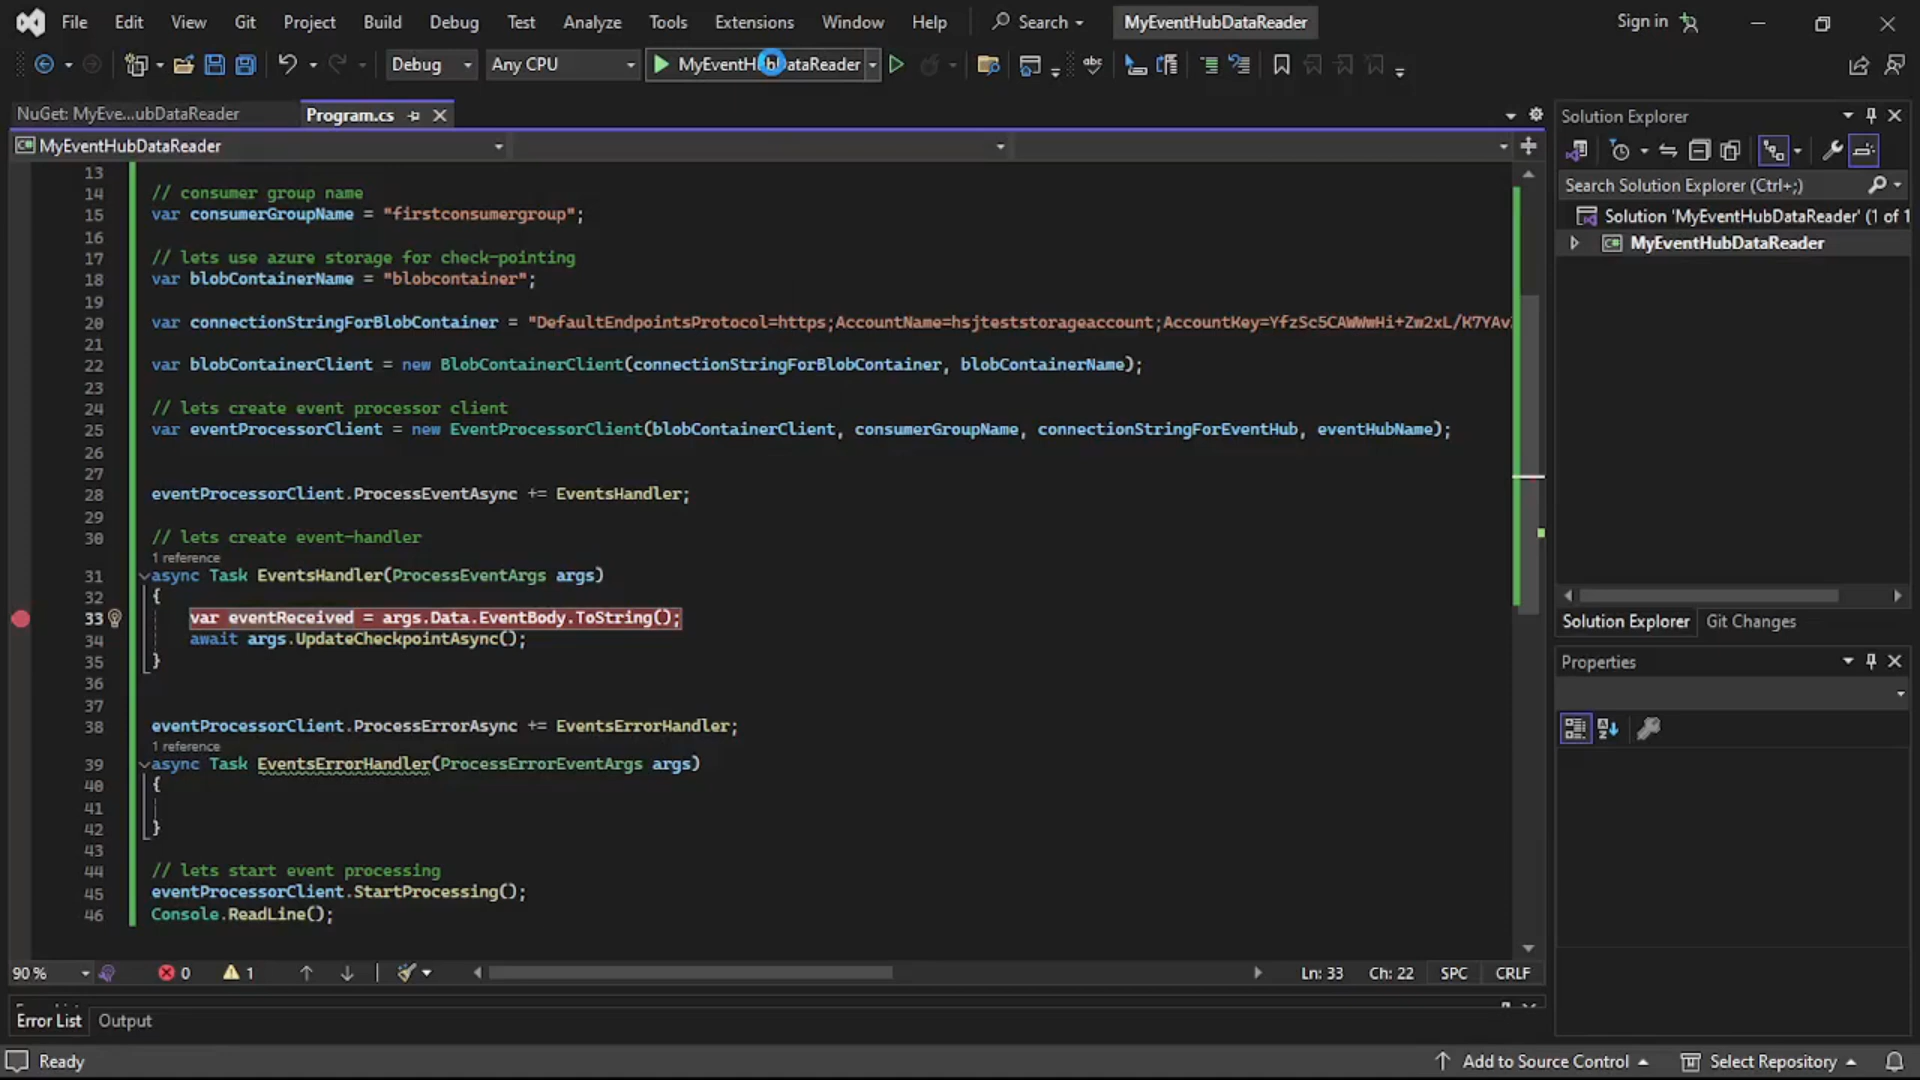 File Edit View Git Project Build Debug Test Analyze Tools Extensions Window Help Search MyEventHubDataReader Sign in
Debug Any CPU MyEventHubDataReader
NuGet: MyEve...ubDataReader Program.cs
MyEventHubDataReader
13
14 // consumer group name
15 var consumerGroupName = "firstconsumergroup";
16
17 // lets use azure storage for check-pointing
18 var blobContainerName = "blobcontainer";
19
20 var connectionStringForBlobContainer = "DefaultEndpointsProtocol=https;AccountName=hsjteststorageaccount;AccountKey=YfzSc5CAWWwHi+Zw2xL/K7YAv
21
22 var blobContainerClient = new BlobContainerClient(connectionStringForBlobContainer, blobContainerName);
23
24 // lets create event processor client
25 var eventProcessorClient = new EventProcessorClient(blobContainerClient, consumerGroupName, connectionStringForEventHub, eventHubName);
26
27
28 eventProcessorClient.ProcessEventAsync += EventsHandler;
29
30 // lets create event-handler
1 reference
31 async Task EventsHandler(ProcessEventArgs args)
32 {
33 var eventReceived = args.Data.EventBody.ToString();
34 await args.UpdateCheckpointAsync();
35 }
36
37
38 eventProcessorClient.ProcessErrorAsync += EventsErrorHandler;
1 reference
39 async Task EventsErrorHandler(ProcessErrorEventArgs args)
40 {
41
42 }
43
44 // lets start event processing
45 eventProcessorClient.StartProcessing();
46 Console.ReadLine();
90 % 0 1 Ln: 33 Ch: 22 SPC CRLF
Error List Output
Ready Add to Source Control Select Repository
Solution Explorer
Search Solution Explorer (Ctrl+;)
Solution 'MyEventHubDataReader' (1 of 1
MyEventHubDataReader
Solution Explorer Git Changes
Properties